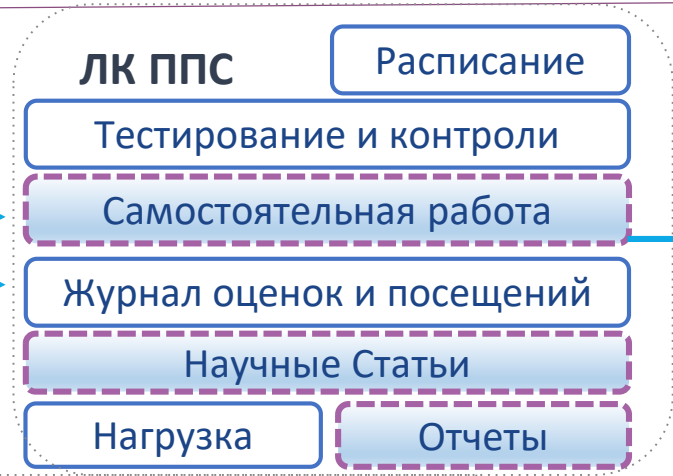 ЛК ППС
Расписание
Тестирование и контроли
Самостоятельная работа
Журнал оценок и посещений
Научные Статьи
Нагрузка
Отчеты